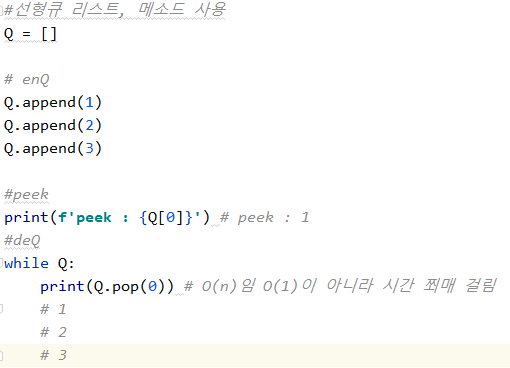 #선형큐 리스트, 메소드 사용
Q = []
# enQ
Q.append(1)
Q.append(2)
Q.append(3)
#peek
print(f'peek : {Q[0]}') # peek : 1
#deQ
while Q:
    print(Q.pop(0)) # O(n)임 O(1)이 아니라 시간 쬐매 걸림
    # 1
    # 2
    # 3